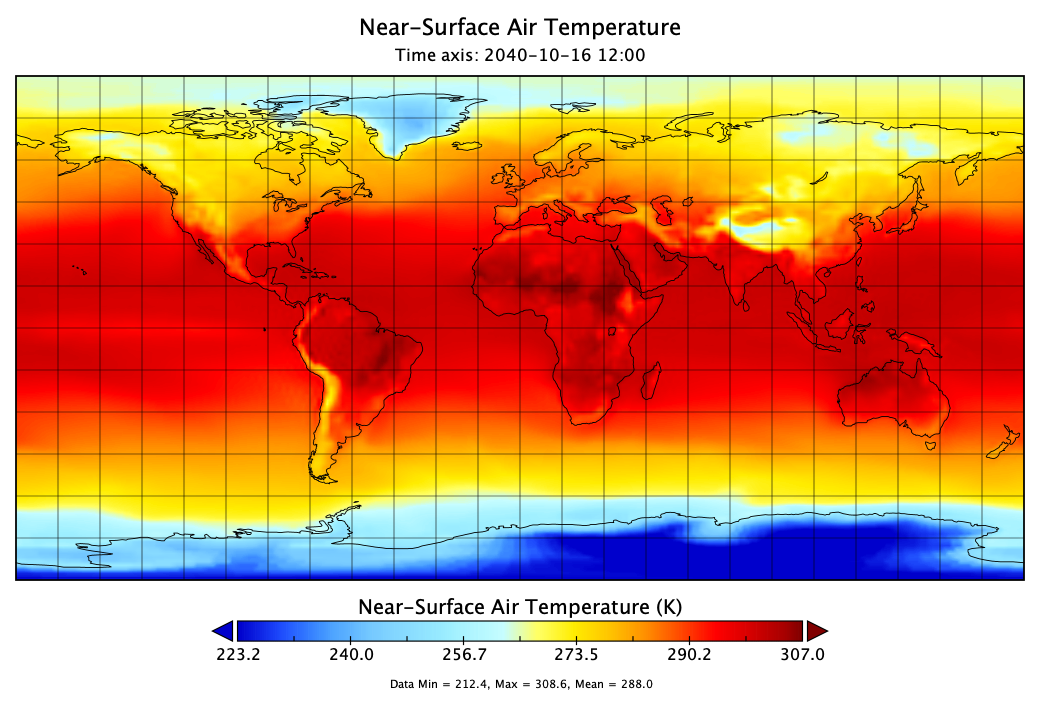 Near-Surface Air Temperature
Time axis: 2040-10-16 12:00
Near-Surface Air Temperature (K)
223.2 240.0 256.7 273.5 290.2 307.0
Data Min = 212.4, Max = 308.6, Mean = 288.0